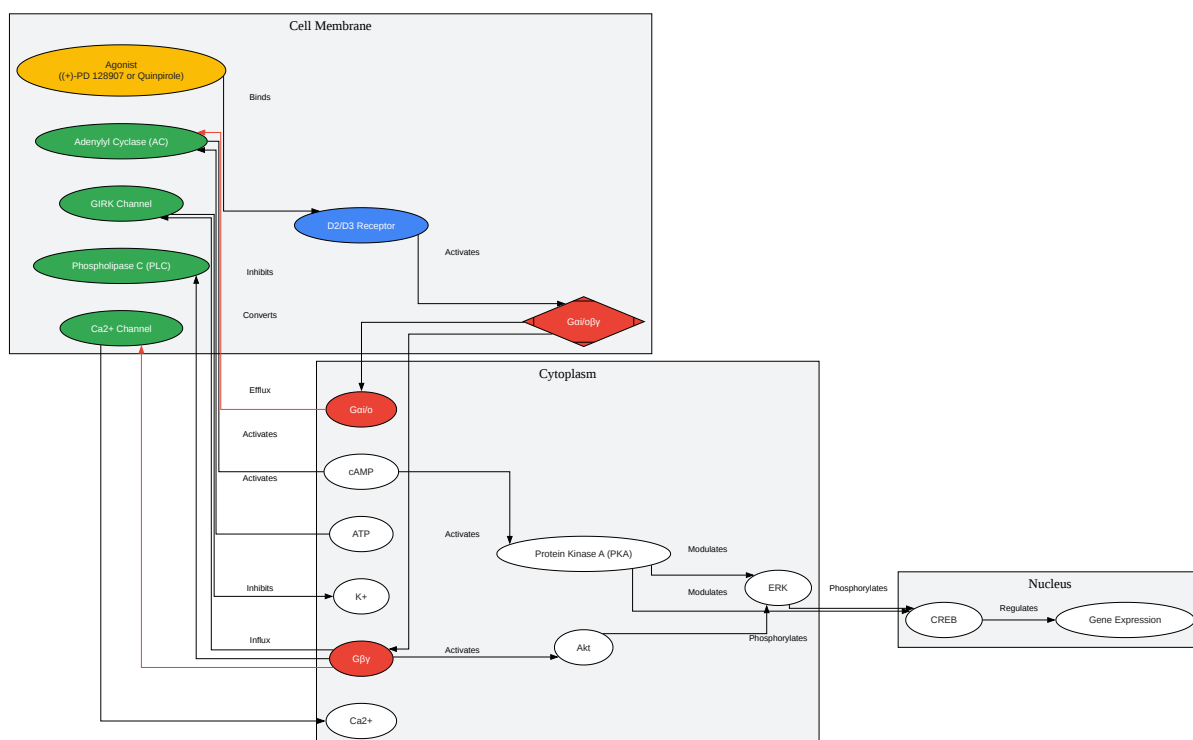 Cell Membrane
Agonist
((+)-PD 128907 or Quinpirole)
Binds
Adenylyl Cyclase (AC)
GIRK Channel
D2/D3 Receptor
Activates
Phospholipase C (PLC)
Inhibits
Converts
Gαi/oβγ
Ca2+ Channel
Cytoplasm
Efflux
Gαi/o
Activates
cAMP
Activates
ATP
Activates
Protein Kinase A (PKA)
Modulates
Inhibits
K+
Modulates
ERK
Phosphorylates
Nucleus
CREB
Regulates
Gene Expression
Influx
Gβγ
Activates
Akt
Phosphorylates
Ca2+